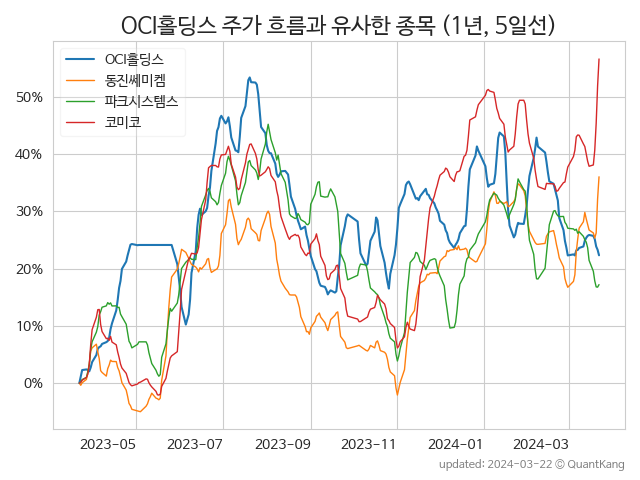 OCI홀딩스 주가 흐름과 유사한 종목 (1년, 5일선)
OCI홀딩스
동진쎄미켐
파크시스템스
코미코
50%
40%
30%
20%
10%
0%
2023-05
2023-07
2023-09
2023-11
2024-01
2024-03
updated: 2024-03-22 © QuantKang